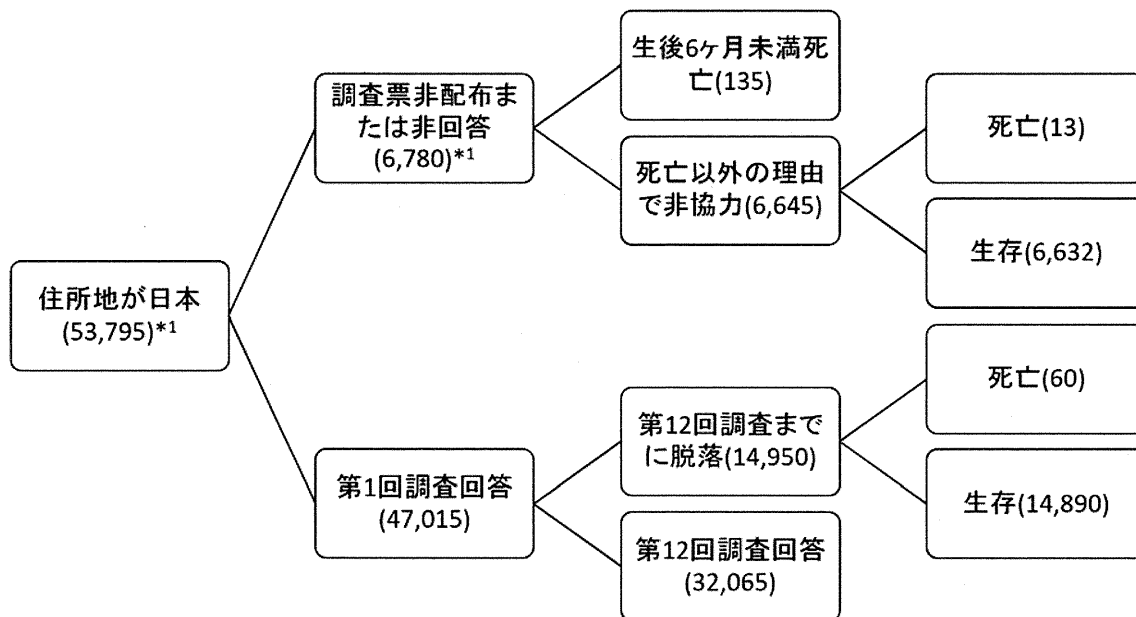 生後6ヶ月未満死
亡(135)
調査票非配布ま
たは非回答
(6,780)*1
死亡(13)
死亡以外の理由
で非協力(6,645)
生存(6,632)
住所地が日本
(53,795)*1
死亡(60)
第12回調査まで
に脱落(14,950)
第1回調査回答
(47,015)
生存(14,890)
第12回調査回答
(32,065)